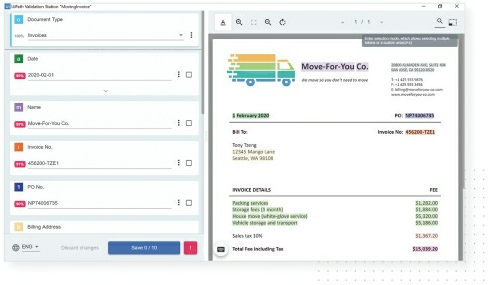 UiPath Validation Station "MovingInvoice"
Document Type
100%
Invoices
a
Date
2020-02-01
m
Name
Move-For-You Co.
Invoice No.
456200-TZE1
PO No.
NP74006735
Billing Address
ENG
Discard changes
Save 0 / 10
!
1 / 1
Move-For-You Co.
We move so you don't need to move
1 February 2020
PO: NP74006735
Bill To:
Invoice No: 456200-TZE1
Tony Tzeng
12345 Mango Lane
Seattle, WA 98108
INVOICE DETAILS
FEE
Packing services
$1,282.00
Storage fees (1 month)
$1,884.00
House move (white-glove service)
$5,320.00
Vehicle storage and transport
$5,186.00
Sales tax 10%
$1,367.20
Total Fee including Tax
$15,039.20